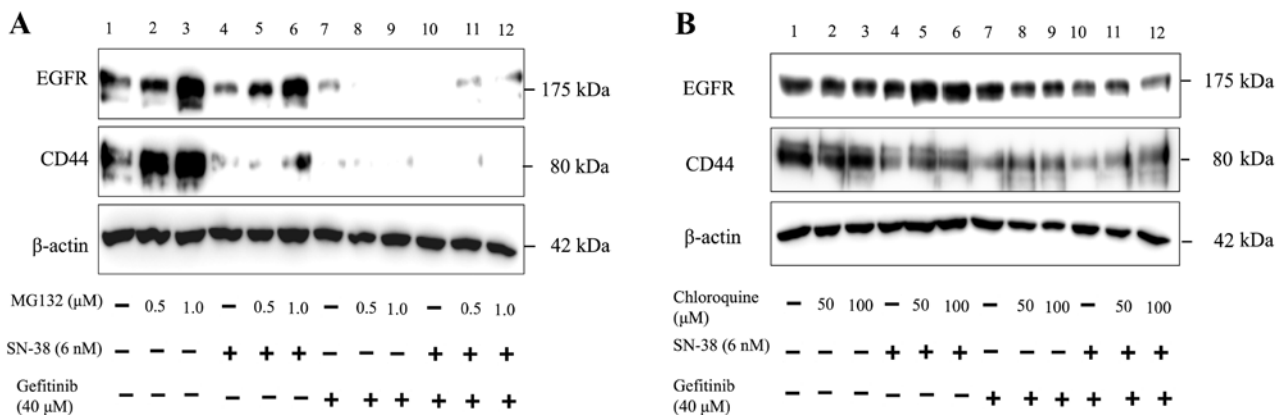 A
1 2 3 4 5 6 7 8 9 10 11 12
EGFR
175 kDa
CD44
80 kDa
β-actin
42 kDa
MG132 (μM) − 0.5 1.0 − 0.5 1.0 − 0.5 1.0 − 0.5 1.0
SN-38 (6 nM) − − − + + + − − − + + +
Gefitinib
(40 μM) − − − − − − + + + + + +
B
1 2 3 4 5 6 7 8 9 10 11 12
EGFR
175 kDa
CD44
80 kDa
β-actin
42 kDa
Chloroquine
(μM) − 50 100 − 50 100 − 50 100 − 50 100
SN-38 (6 nM) − − − + + + − − − + + +
Gefitinib
(40 μM) − − − − − − + + + + + +